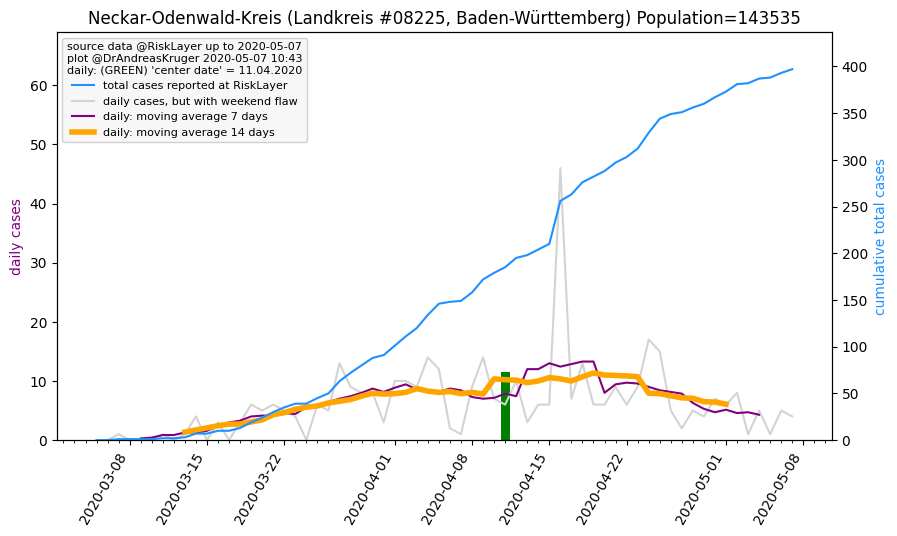 Neckar-Odenwald-Kreis (Landkreis #08225, Baden-Württemberg) Population=143535
source data @RiskLayer up to 2020-05-07
plot @DrAndreasKruger 2020-05-07 10:43
daily: (GREEN) 'center date' = 11.04.2020
total cases reported at RiskLayer
daily cases, but with weekend flaw
daily: moving average 7 days
daily: moving average 14 days
daily cases
60
50
40
30
20
10
0
cumulative total cases
400
350
300
250
200
150
100
50
0
2020-03-08
2020-03-15
2020-03-22
2020-04-01
2020-04-08
2020-04-15
2020-04-22
2020-05-01
2020-05-08